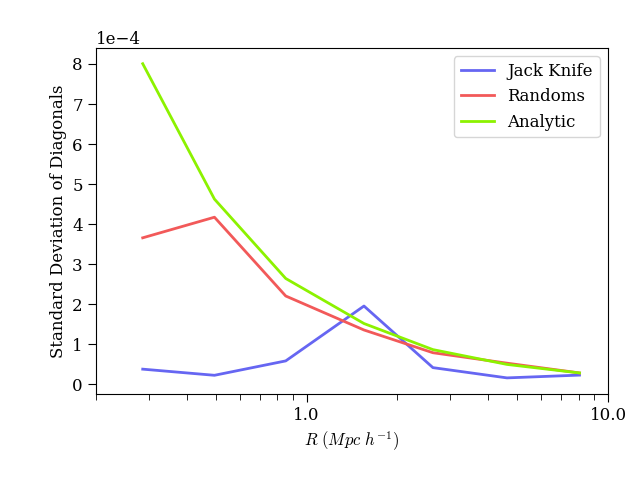 1e−4
Standard Deviation of Diagonals
8
7
6
5
4
3
2
1
0
Jack Knife
Randoms
Analytic
1.0
10.0
R (Mpc h⁻¹)